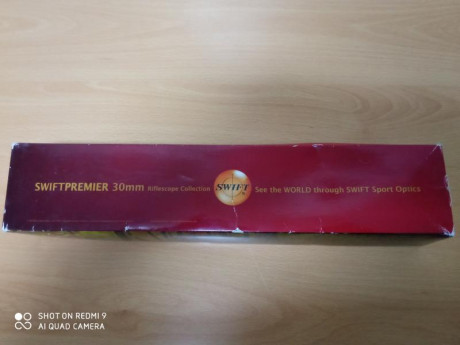 SWIFTPREMIER 30mm Riflescope Collection
SWIFT
See the WORLD through SWIFT Sport Optics
SHOT ON REDMI 9
AI QUAD CAMERA